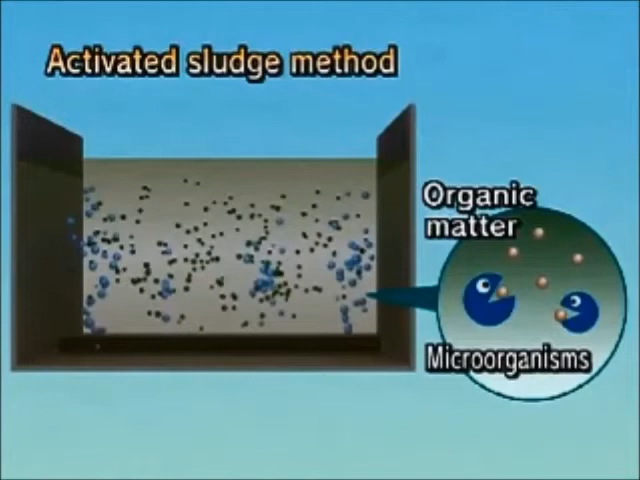 Activated sludge method
Organic
matter
Microorganisms